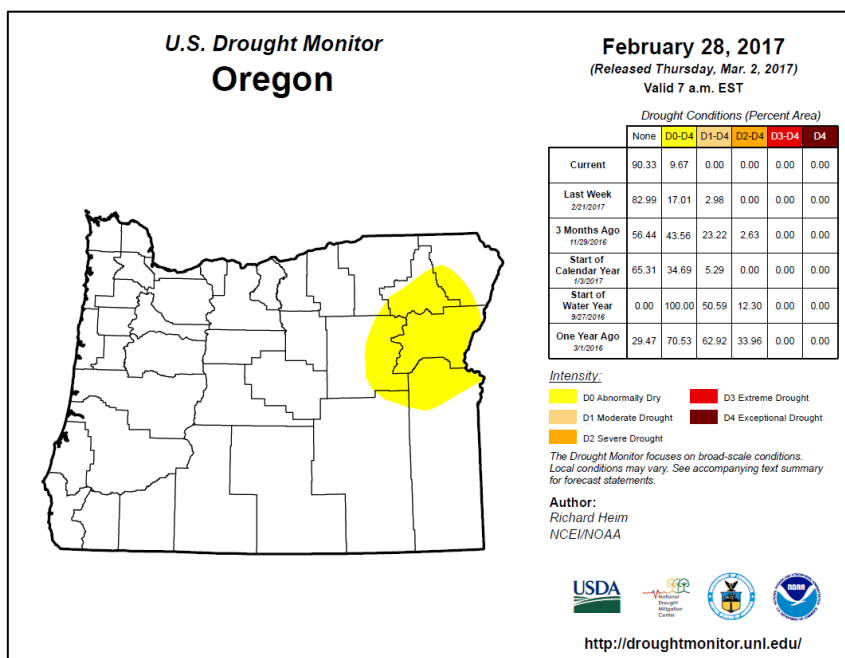 U.S. Drought Monitor
Oregon
February 28, 2017
(Released Thursday, Mar. 2, 2017)
Valid 7 a.m. EST
Drought Conditions (Percent Area)
None D0-D4 D1-D4 D2-D4 D3-D4 D4
Current 90.33 9.67 0.00 0.00 0.00 0.00
Last Week 2/21/2017 82.99 17.01 2.98 0.00 0.00 0.00
3 Months Ago 11/29/2016 56.44 43.56 23.22 2.63 0.00 0.00
Start of Calendar Year 1/3/2017 65.31 34.69 5.29 0.00 0.00 0.00
Start of Water Year 9/27/2016 0.00 100.00 50.59 12.30 0.00 0.00
One Year Ago 3/1/2016 29.47 70.53 62.92 33.96 0.00 0.00
Intensity:
D0 Abnormally Dry
D1 Moderate Drought
D2 Severe Drought
D3 Extreme Drought
D4 Exceptional Drought
The Drought Monitor focuses on broad-scale conditions.
Local conditions may vary. See accompanying text summary
for forecast statements.
Author:
Richard Heim
NCEI/NOAA
USDA
National
Drought
Mitigation
Center
NOAA
http://droughtmonitor.unl.edu/